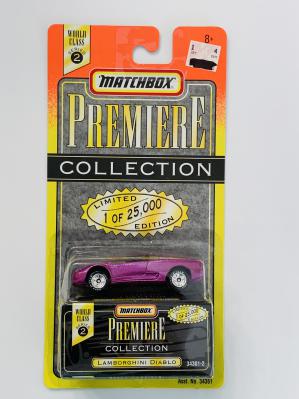 WORLD CLASS
SERIES 2
8+
MATCHBOX
PREMIERE
COLLECTION
LIMITED
1 OF 25,000
EDITION
WORLD CLASS
SERIES 2
MATCHBOX
PREMIERE
COLLECTION
LAMBORGHINI DIABLO
34361-2
Asst. No. 34361